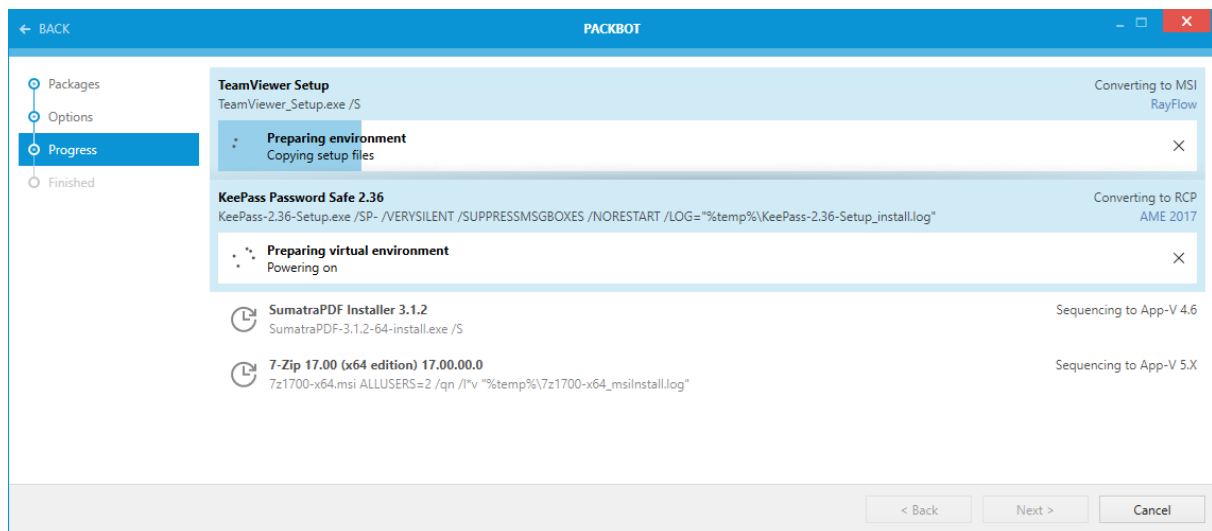 ← BACK
PACKBOT
Packages
Options
Progress
Finished
TeamViewer Setup
Converting to MSI
TeamViewer_Setup.exe /S
RayFlow
Preparing environment
Copying setup files
KeePass Password Safe 2.36
Converting to RCP
KeePass-2.36-Setup.exe /SP- /VERYSILENT /SUPPRESSMSGBOXES /NORESTART /LOG="%temp%\KeePass-2.36-Setup_install.log"
AME 2017
Preparing virtual environment
Powering on
SumatraPDF Installer 3.1.2
Sequencing to App-V 4.6
SumatraPDF-3.1.2-64-install.exe /S
7-Zip 17.00 (x64 edition) 17.00.00.0
Sequencing to App-V 5.X
7z1700-x64.msi ALLUSERS=2 /qn /l*v "%temp%\7z1700-x64_msiInstall.log"
< Back
Next >
Cancel